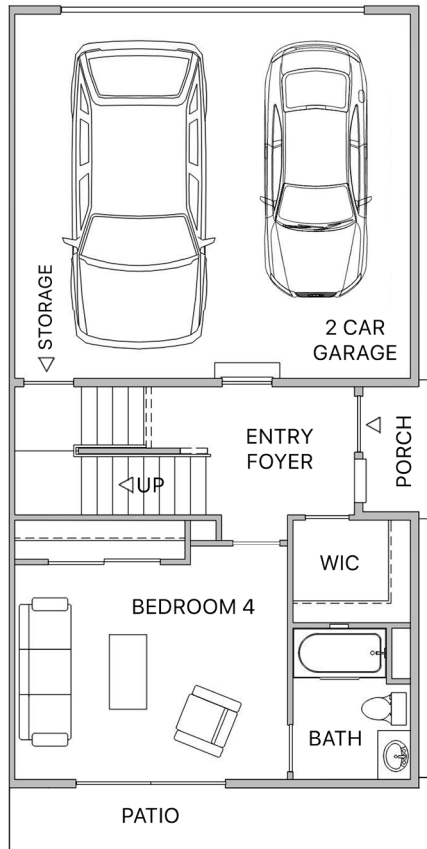 STORAGE
2 CAR
GARAGE
ENTRY
FOYER
PORCH
UP
WIC
BEDROOM 4
BATH
PATIO